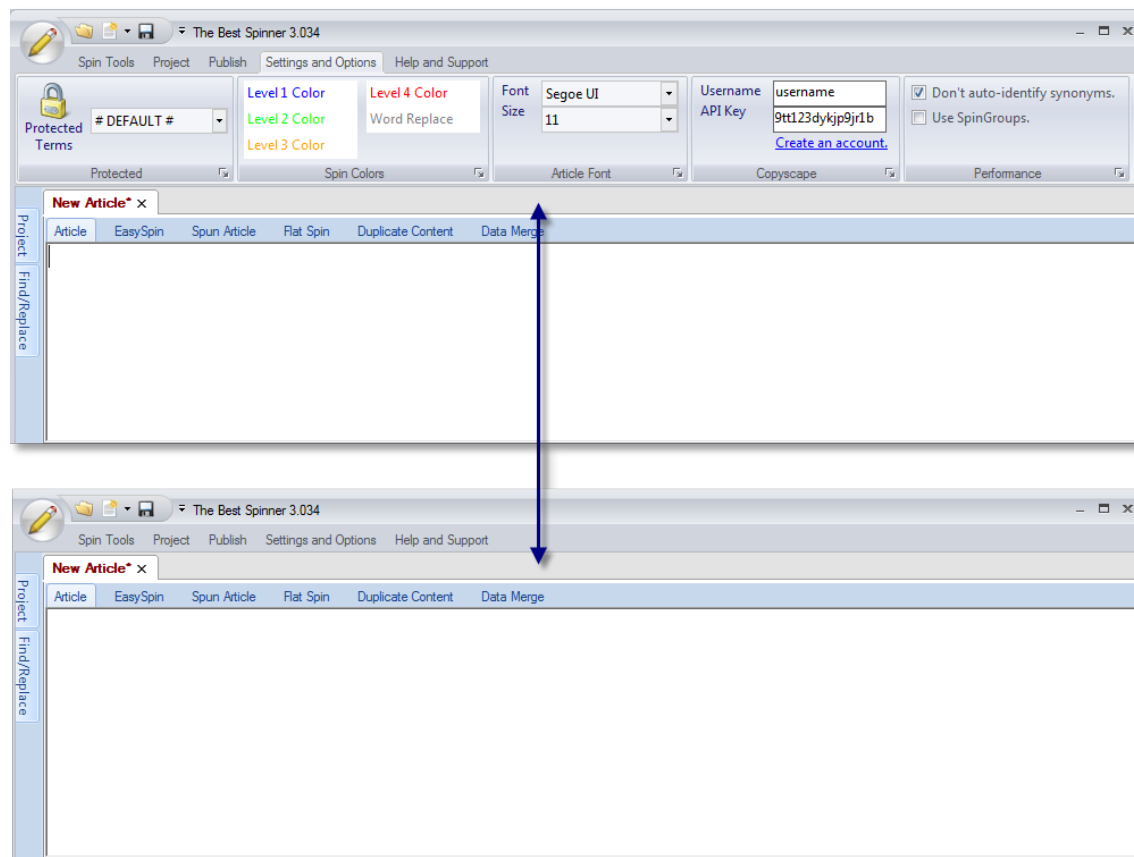 The Best Spinner 3.034
Spin Tools Project Publish Settings and Options Help and Support
Protected Terms
# DEFAULT #
Protected
Level 1 Color Level 4 Color
Level 2 Color Word Replace
Level 3 Color
Spin Colors
Font Segoe UI
Size 11
Article Font
Username username
API Key 9tt123dykjp9jr1b
Create an account.
Copyscape
Don't auto-identify synonyms.
Use SpinGroups.
Performance
New Article* x
Article EasySpin Spun Article Flat Spin Duplicate Content Data Merge
Project
Find/Replace
The Best Spinner 3.034
Spin Tools Project Publish Settings and Options Help and Support
New Article* x
Article EasySpin Spun Article Flat Spin Duplicate Content Data Merge
Project
Find/Replace